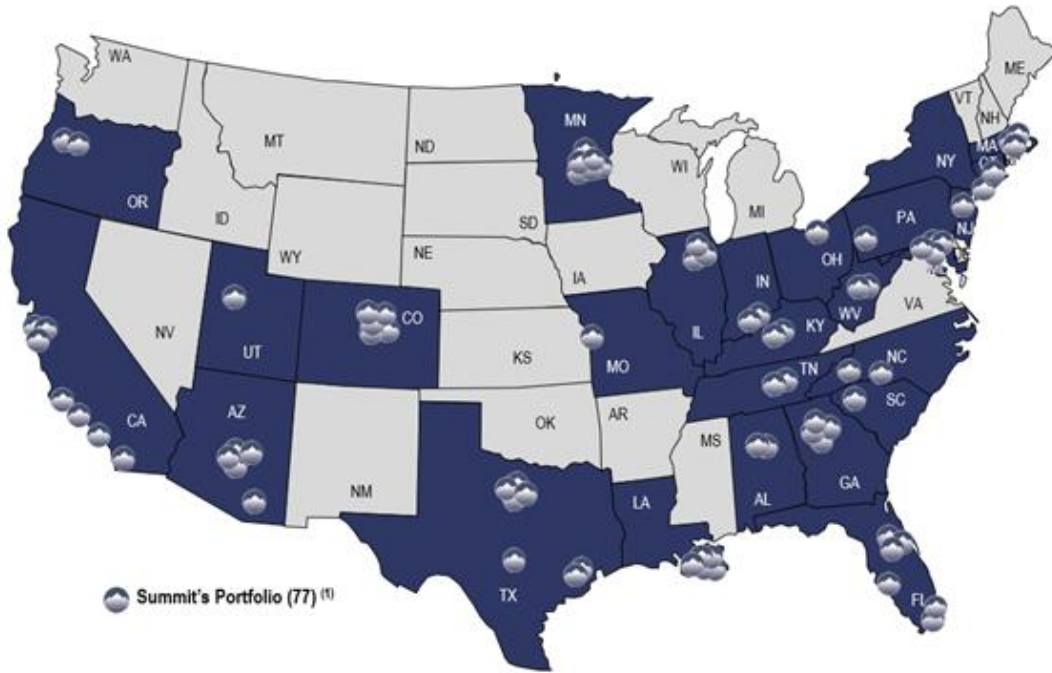 WA
ME
VT
NH
MT
ND
MN
MA
CT
NY
OR
ID
SD
WI
MI
WY
PA
NJ
NE
IA
OH
IN
NV
UT
CO
IL
WV
VA
KY
KS
MO
TN
NC
CA
AZ
OK
AR
SC
MS
NM
LA
AL
GA
TX
FL
Summit's Portfolio (77) (1)